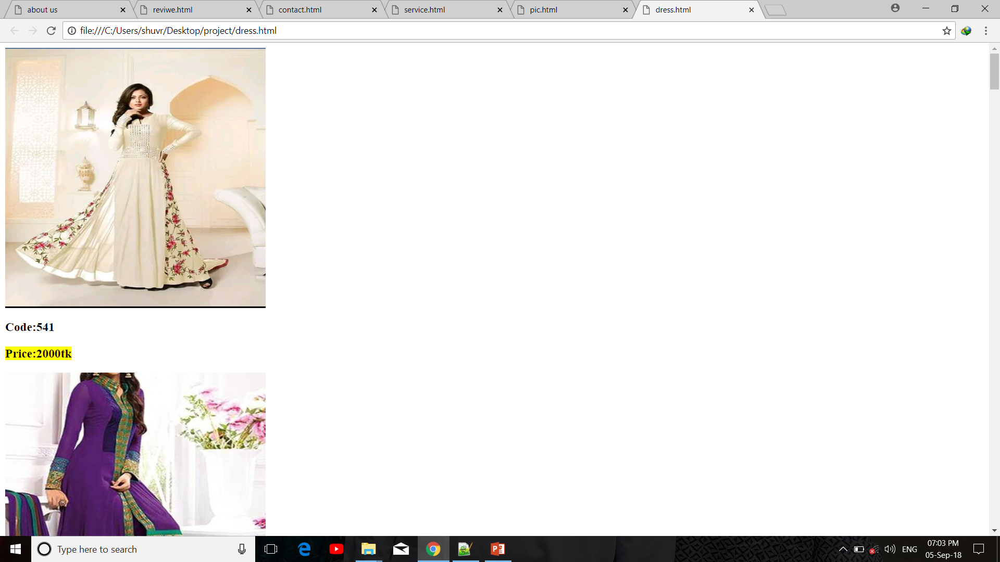 about us
reviwe.html
contact.html
service.html
pic.html
dress.html
file:///C:/Users/shuvr/Desktop/project/dress.html
Code:541
Price:2000tk
Type here to search
ENG
07:03 PM
05-Sep-18